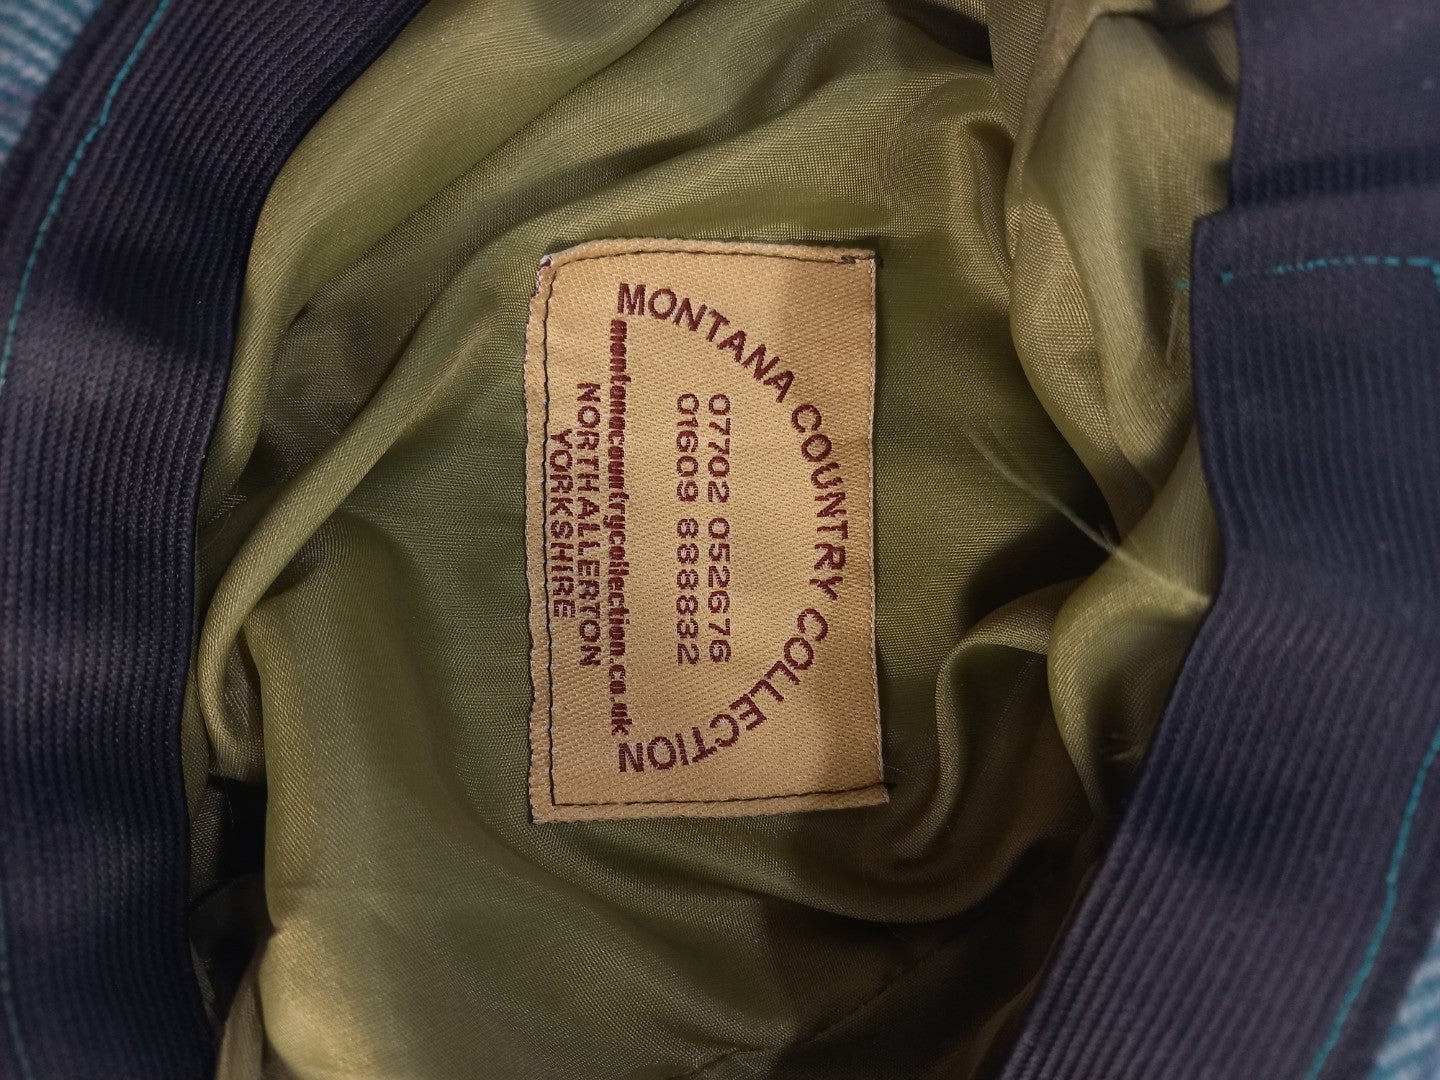 MONTANA COUNTRY COLLECTION
07702 052676
01609 888832
montanacountrycollection.co.uk
NORTHALLERTON
YORKSHIRE